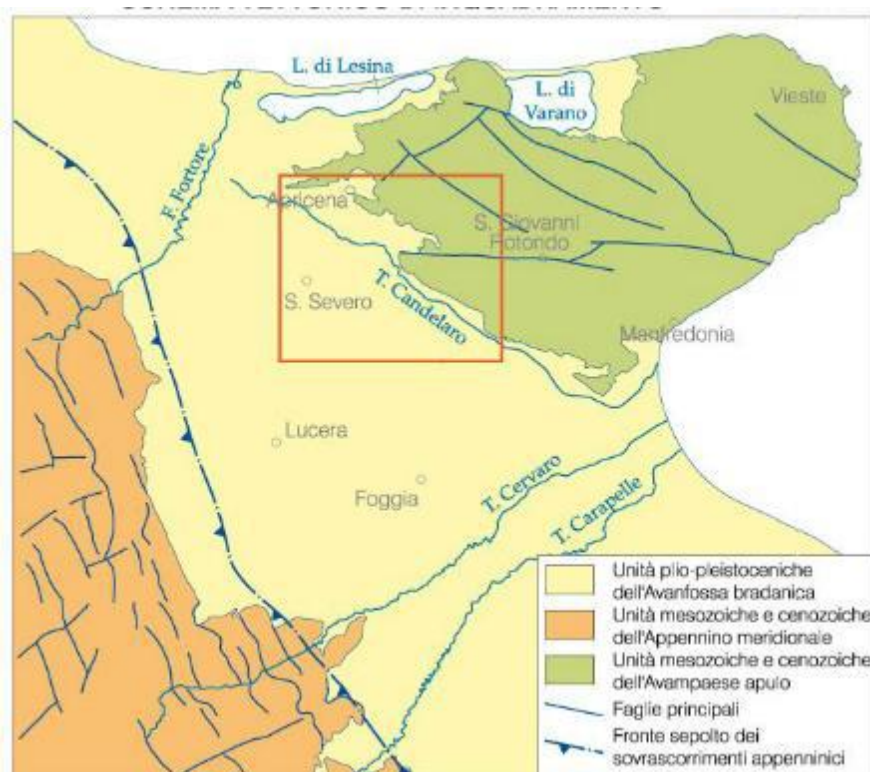 L. di Lesina
L. di
Varano
Vieste
F. Fortore
Apricena
S. Giovanni
Rotondo
S. Severo
T. Candelaro
Manfredonia
Lucera
Foggia
T. Cervaro
T. Carapelle
Unità plio-pleistoceniche
dell'Avanfossa bradanica
Unità mesozoiche e cenozoiche
dell'Appennino meridionale
Unità mesozoiche e cenozoiche
dell'Avampaese apulo
Faglie principali
Fronte sepolto dei
sovrascorrimenti appenninici